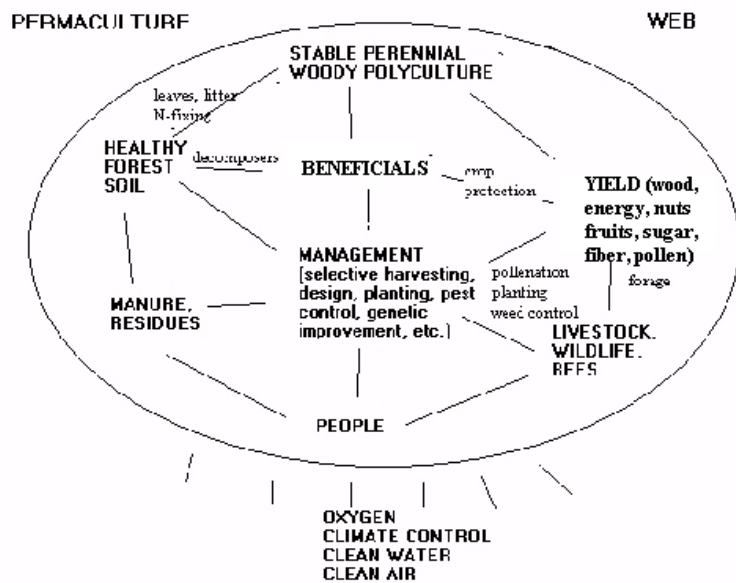 PERMACULTURE
WEB
STABLE PERENNIAL
WOODY POLYCULTURE
leaves, litter
N-fixing
HEALTHY
FOREST
SOIL
decomposers
BENEFICIALS
crop
protection
YIELD (wood,
energy, nuts
fruits, sugar,
fiber, pollen)
MANAGEMENT
[selective harvesting,
design, planting, pest
control, genetic
improvement, etc.]
pollenation
planting
weed control
forage
MANURE,
RESIDUES
LIVESTOCK.
WILDLIFE.
BEES
PEOPLE
OXYGEN
CLIMATE CONTROL
CLEAN WATER
CLEAN AIR